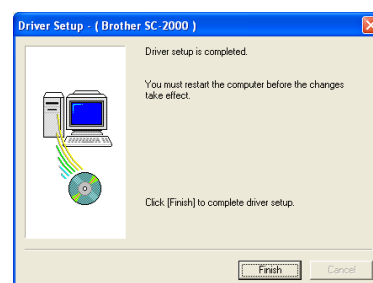 Driver Setup - ( Brother SC-2000 )
Driver setup is completed.
You must restart the computer before the changes
take effect.
Click [Finish] to complete driver setup.
Finish
Cancel